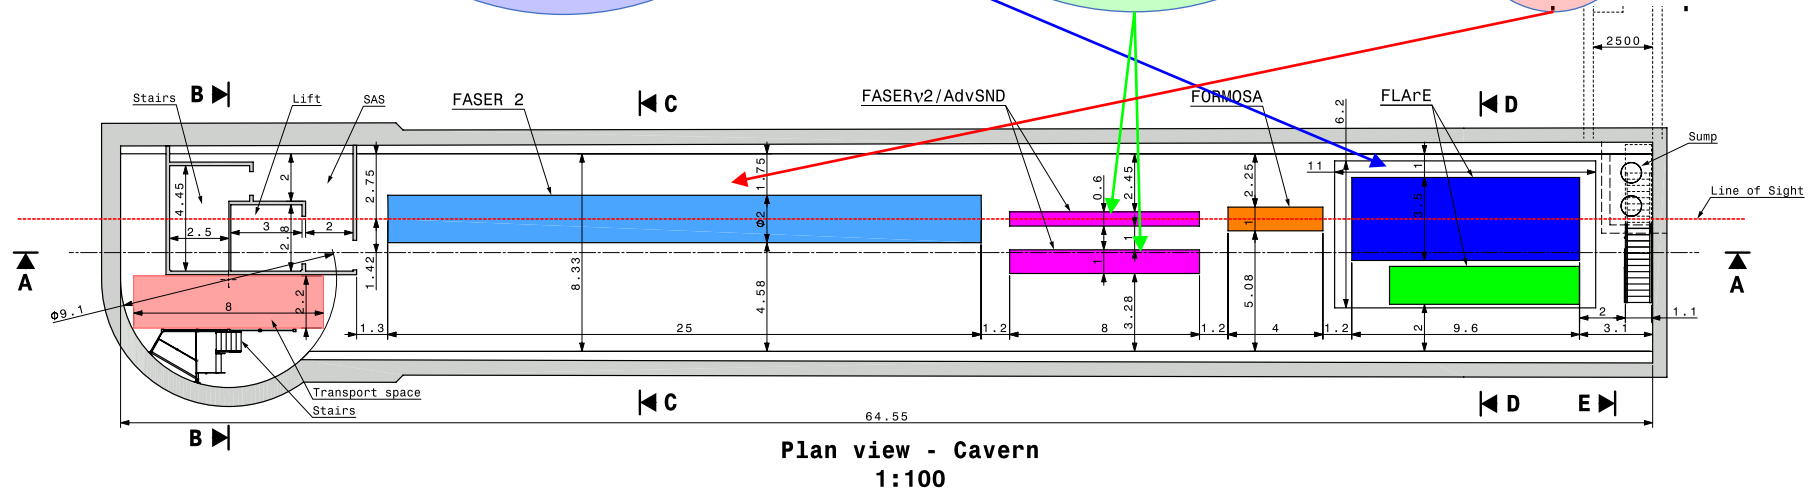 2500
B
Stairs
Lift
SAS
FASER 2
C
FASERν2/AdvSND
FORMOSA
FLArE
D
6.2
Sump
Line of Sight
4.45
2
2.75
1.75
0.6
2.45
2.25
11
1
3.5
2.5
3
2.8
2
Φ2
1
1
1
A
A
1.42
8.33
4.58
3.28
5.08
Φ9.1
8
2.2
1.3
25
1.2
8
1.2
4
1.2
2
9.6
2
3.1
1.1
Transport space
Stairs
C
D
E
64.55
B
Plan view - Cavern
1:100